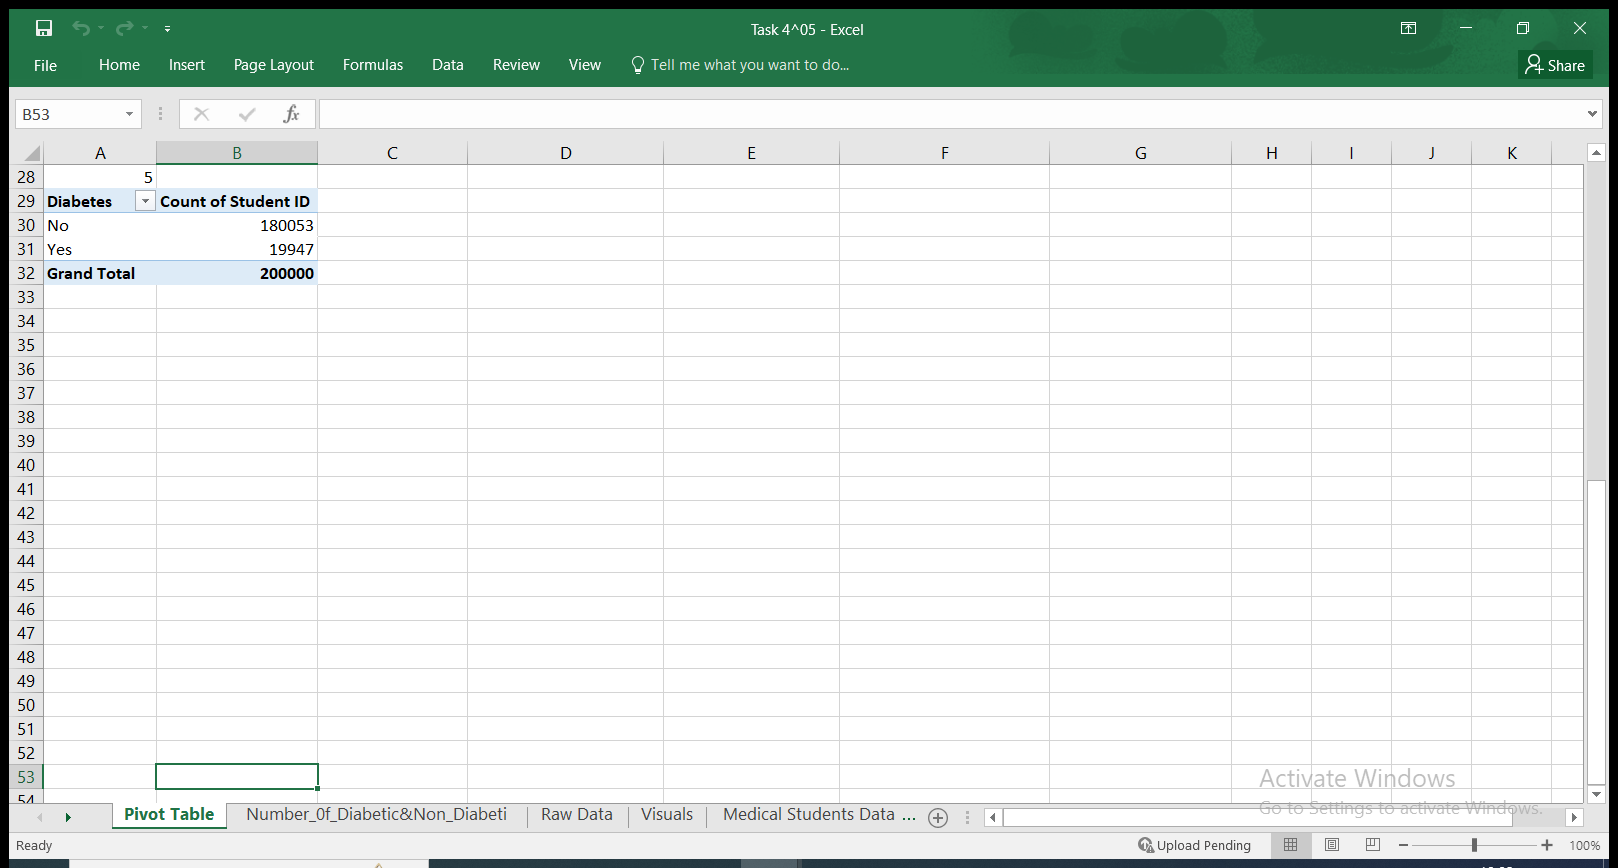 Task 4^05 - Excel
File Home Insert Page Layout Formulas Data Review View Tell me what you want to do... Share
B53 fx
A B C D E F G H I J K
28 5
29 Diabetes Count of Student ID
30 No 180053
31 Yes 19947
32 Grand Total 200000
33
34
35
36
37
38
39
40
41
42
43
44
45
46
47
48
49
50
51
52
53
54
Activate Windows
Go to Settings to activate Windows.
Pivot Table Number_0f_Diabetic&Non_Diabeti Raw Data Visuals Medical Students Data ...
Ready Upload Pending 100%